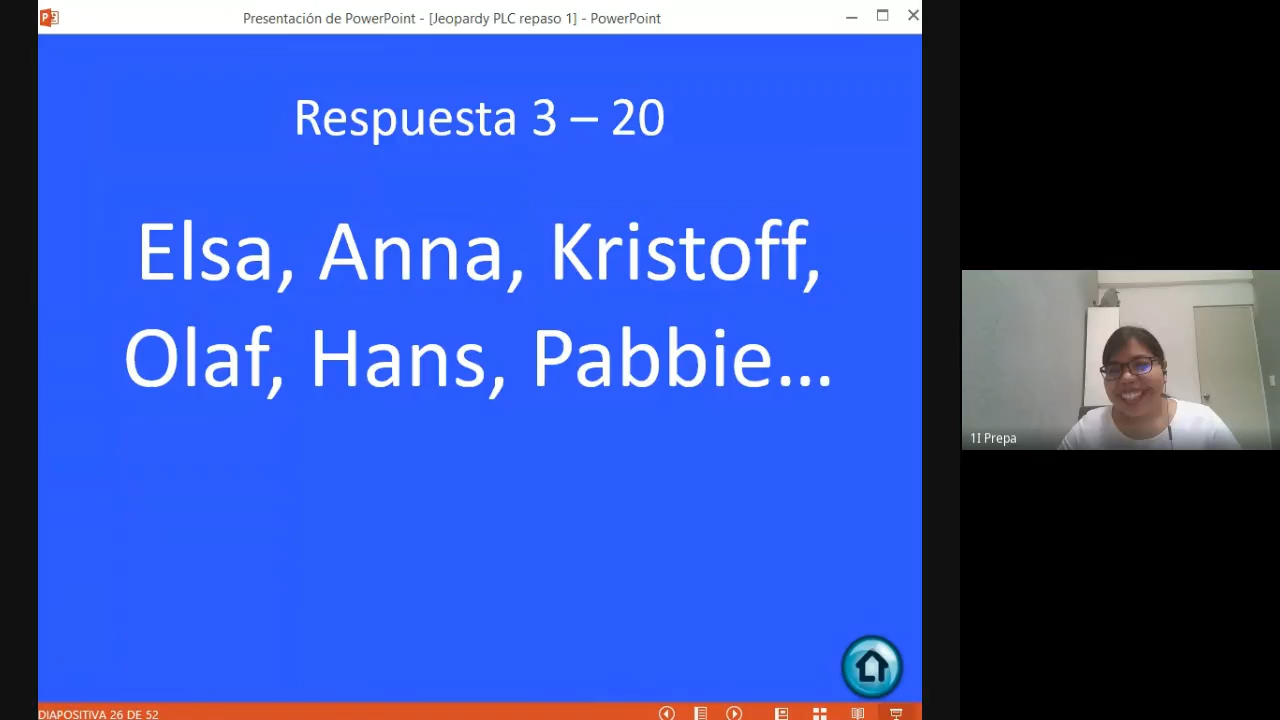 Presentación de PowerPoint - [Jeopardy PLC repaso 1] - PowerPoint
Respuesta 3 – 20
Elsa, Anna, Kristoff,
Olaf, Hans, Pabbie...
1I Prepa
DIAPOSITIVA 26 DE 52